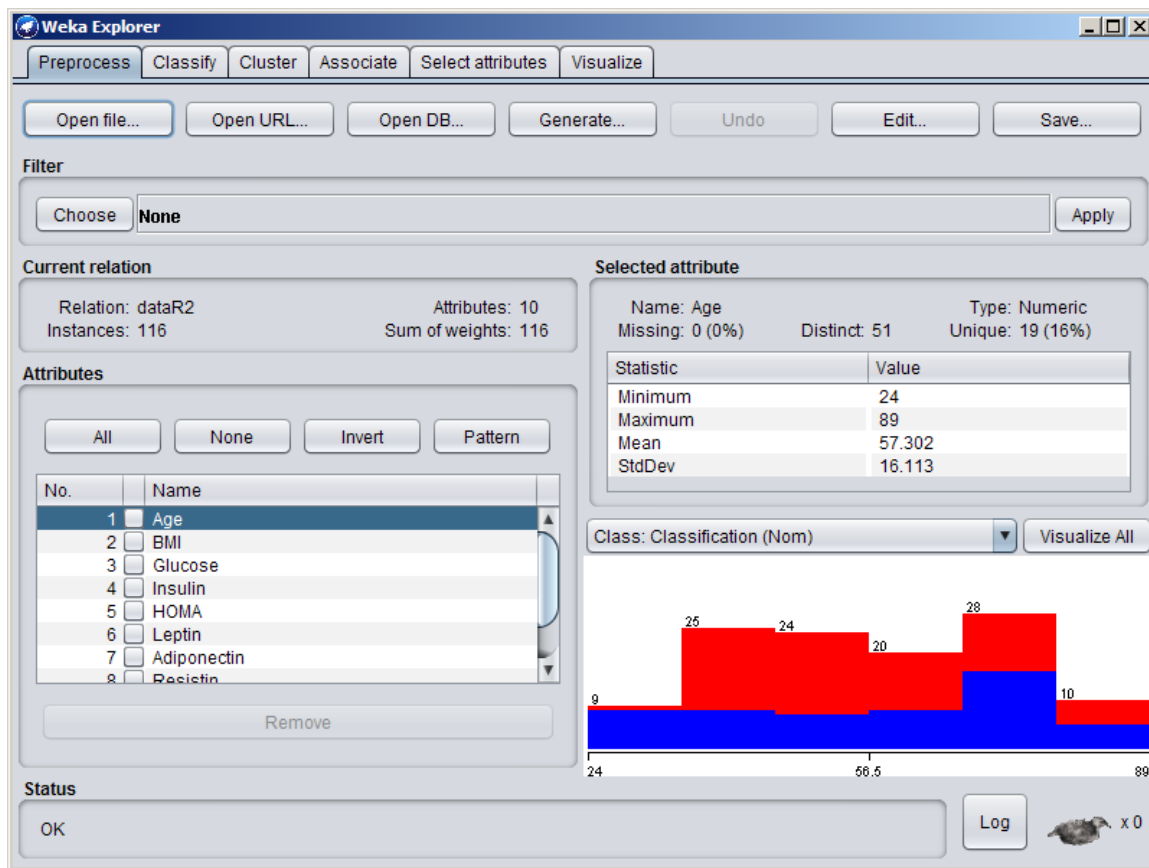 Weka Explorer
Preprocess Classify Cluster Associate Select attributes Visualize
Open file... Open URL... Open DB... Generate... Undo Edit... Save...
Filter
Choose None Apply
Current relation
Relation: dataR2 Attributes: 10
Instances: 116 Sum of weights: 116
Attributes
All None Invert Pattern
No. Name
1 Age
2 BMI
3 Glucose
4 Insulin
5 HOMA
6 Leptin
7 Adiponectin
8 Resistin
Remove
Selected attribute
Name: Age Type: Numeric
Missing: 0 (0%) Distinct: 51 Unique: 19 (16%)
Statistic Value
Minimum 24
Maximum 89
Mean 57.302
StdDev 16.113
Class: Classification (Nom) Visualize All
9 25 24 20 28 10
24 56.5 89
Status
OK Log x 0